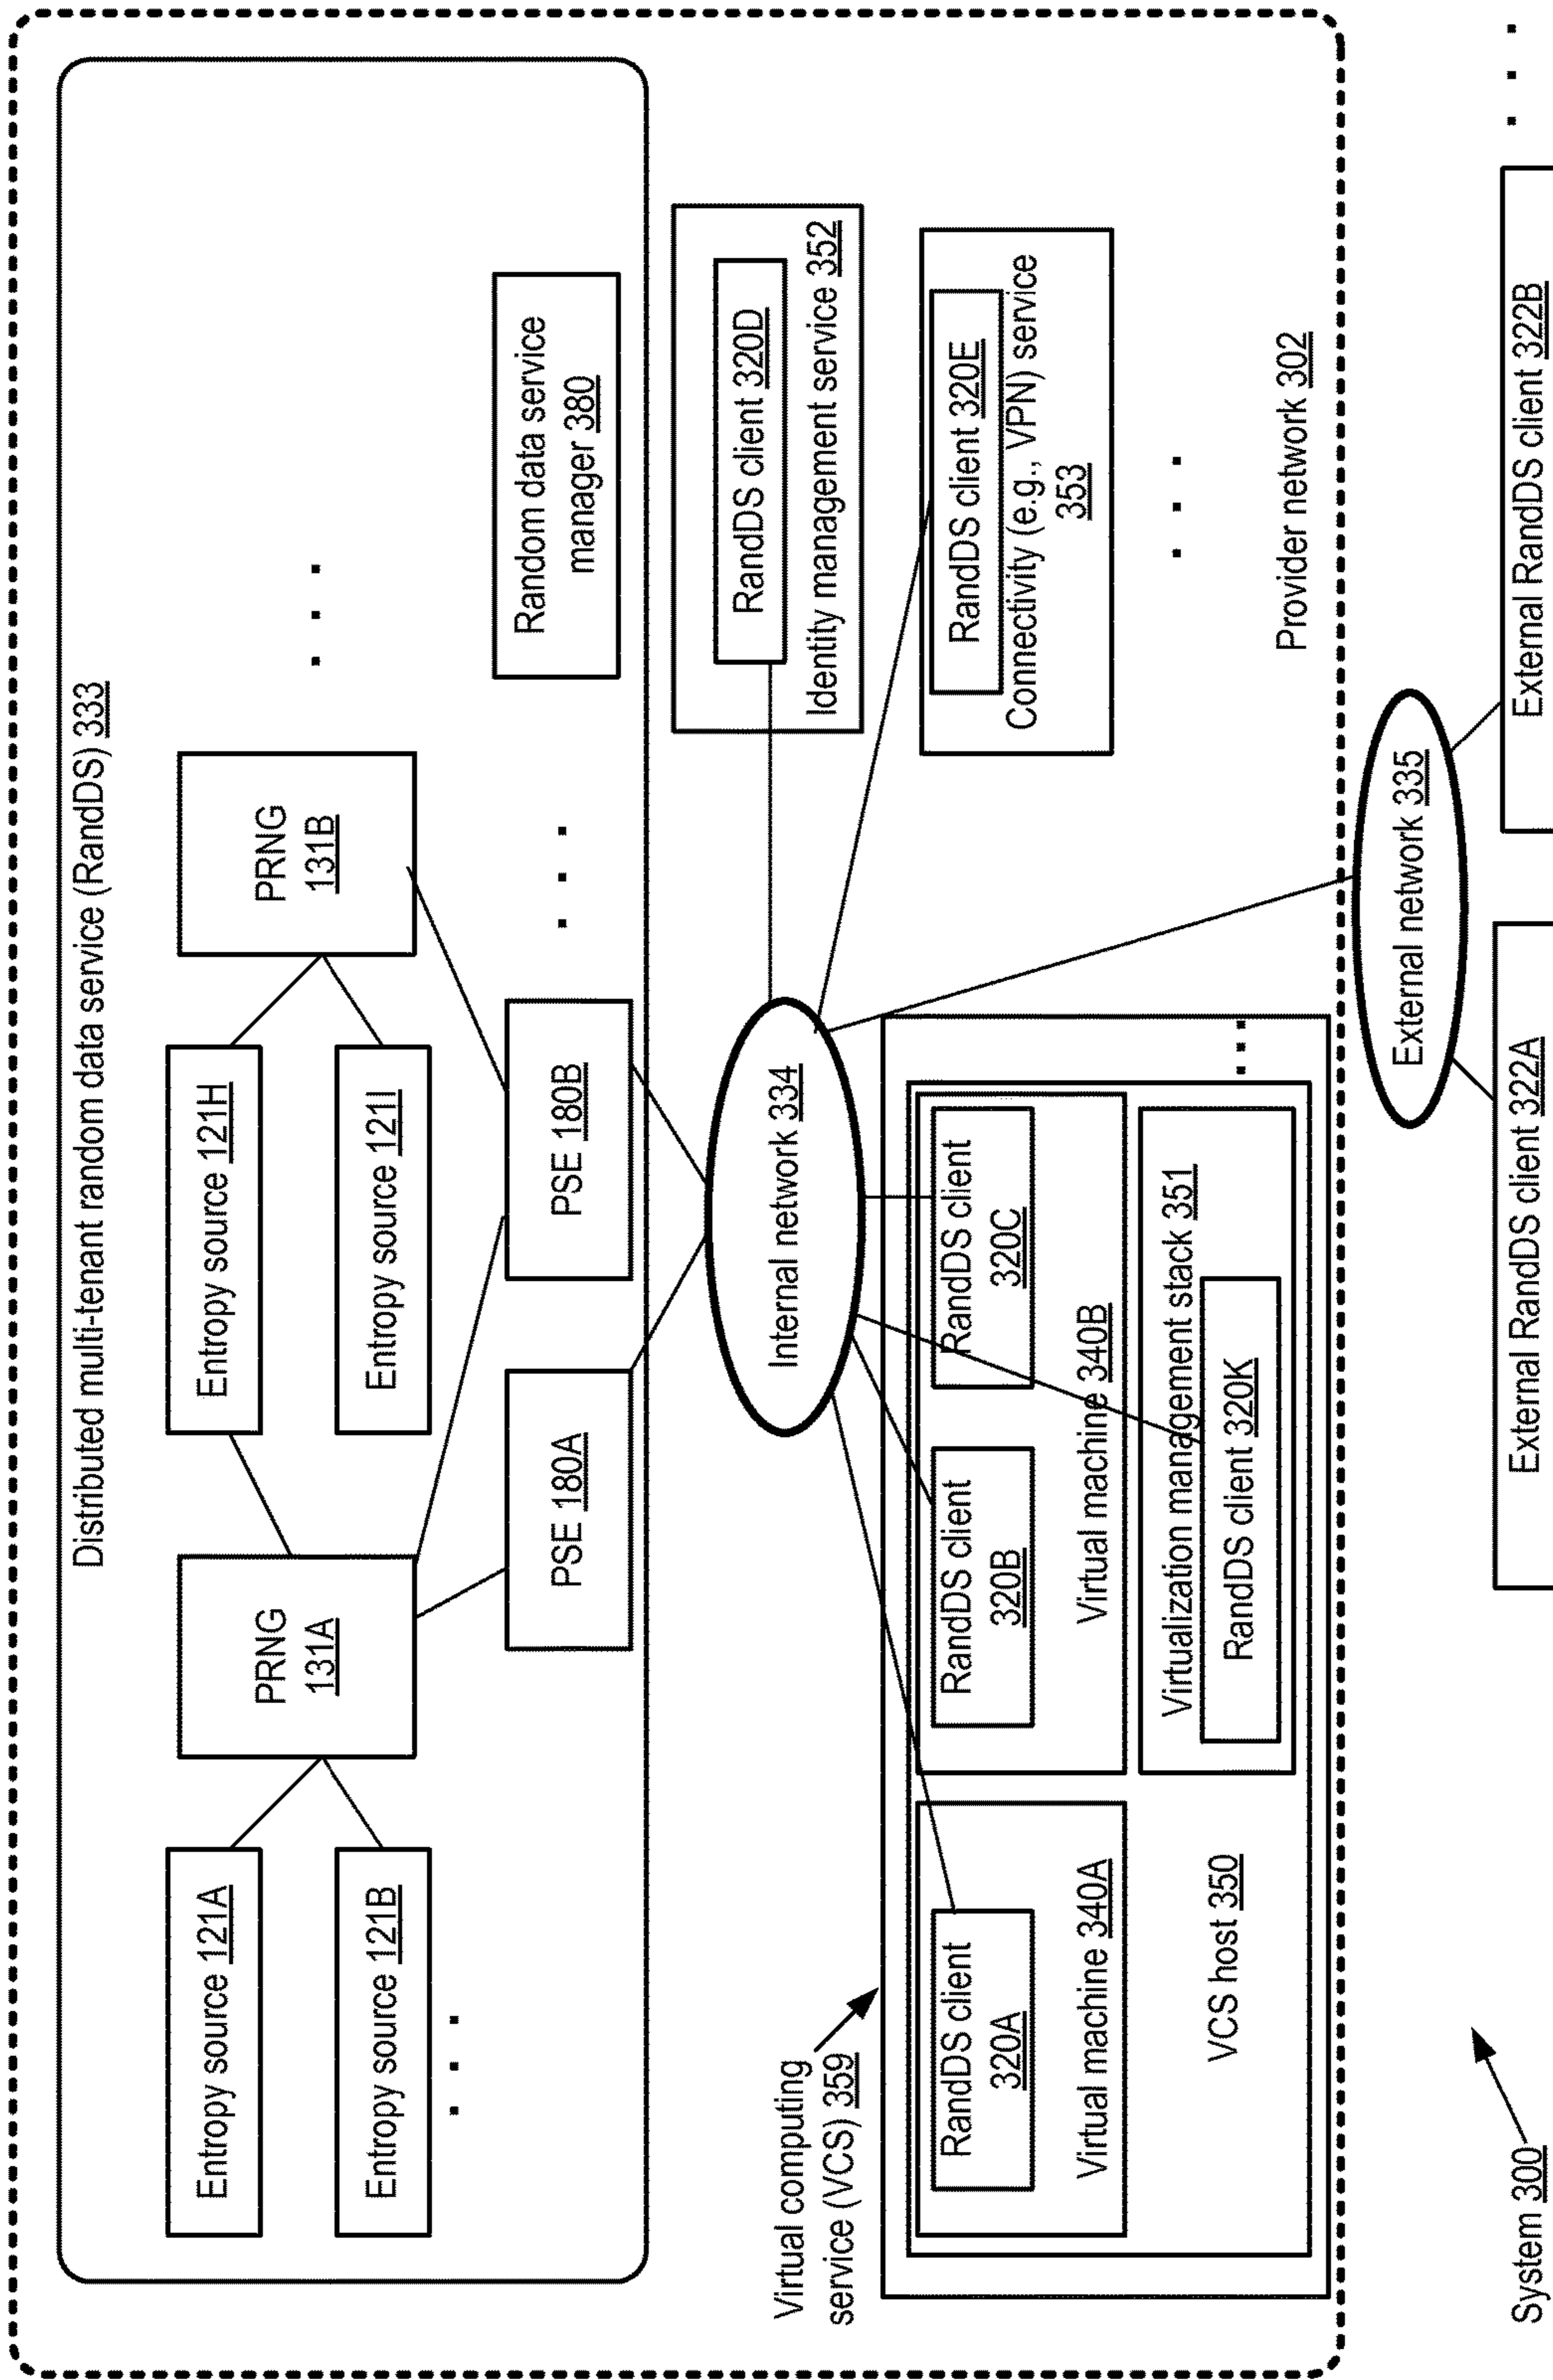 Distributed multi-tenant random data service (RandDS) 333
Entropy source 121A
Entropy source 121B
PRNG
131A
Entropy source 121H
Entropy source 121I
PRNG
131B
PSE 180A
PSE 180B
Random data service
manager 380
Internal network 334
RandDS client 320D
Identity management service 352
Virtual computing
service (VCS) 359
RandDS client
320A
Virtual machine 340A
RandDS client
320B
RandDS client
320C
Virtual machine 340B
Virtualization management stack 351
RandDS client 320K
VCS host 350
RandDS client 320E
Connectivity (e.g., VPN) service
353
Provider network 302
External network 335
External RandDS client 322A
External RandDS client 322B
System 300